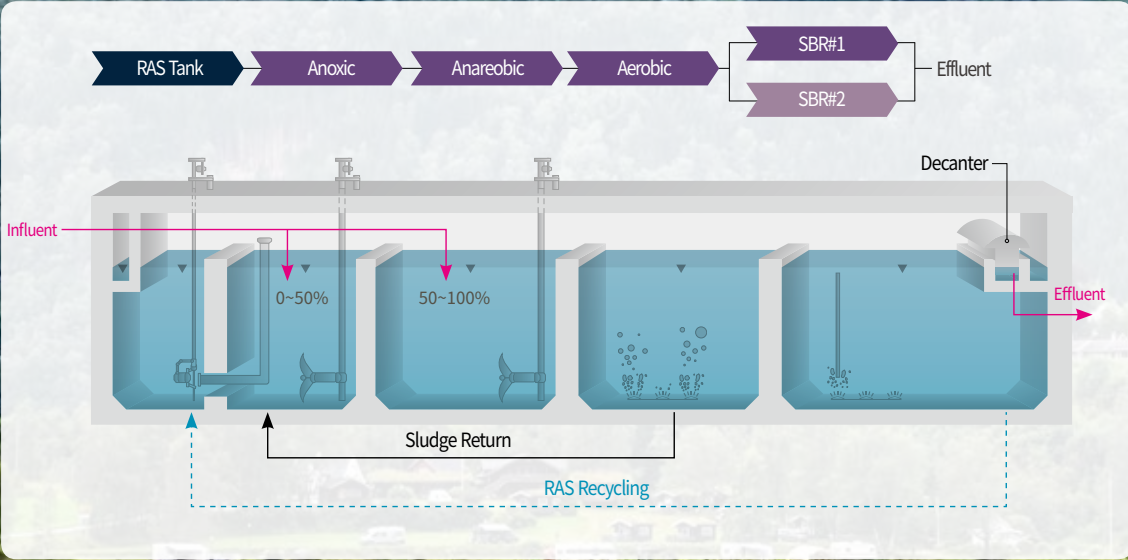 RAS Tank
Anoxic
Anareobic
Aerobic
SBR#1
SBR#2
Effluent
Decanter
Influent
0~50%
50~100%
Effluent
Sludge Return
RAS Recycling